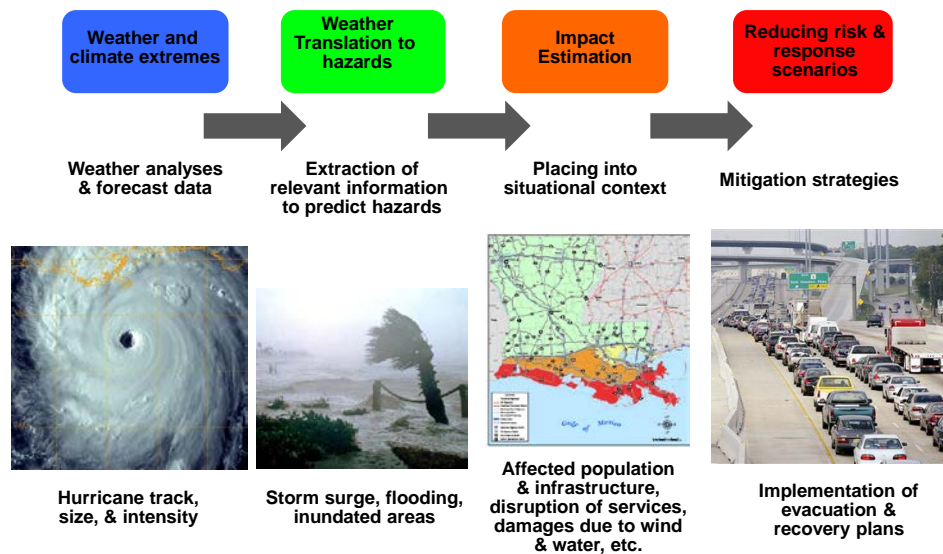 Weather and
climate extremes
Weather
Translation to
hazards
Impact
Estimation
Reducing risk &
response
scenarios
Weather analyses
& forecast data
Extraction of
relevant information
to predict hazards
Placing into
situational context
Mitigation strategies
Gulf of Mexico
Hurricane track,
size, & intensity
Storm surge, flooding,
inundated areas
Affected population
& infrastructure,
disruption of services,
damages due to wind
& water, etc.
Implementation of
evacuation &
recovery plans